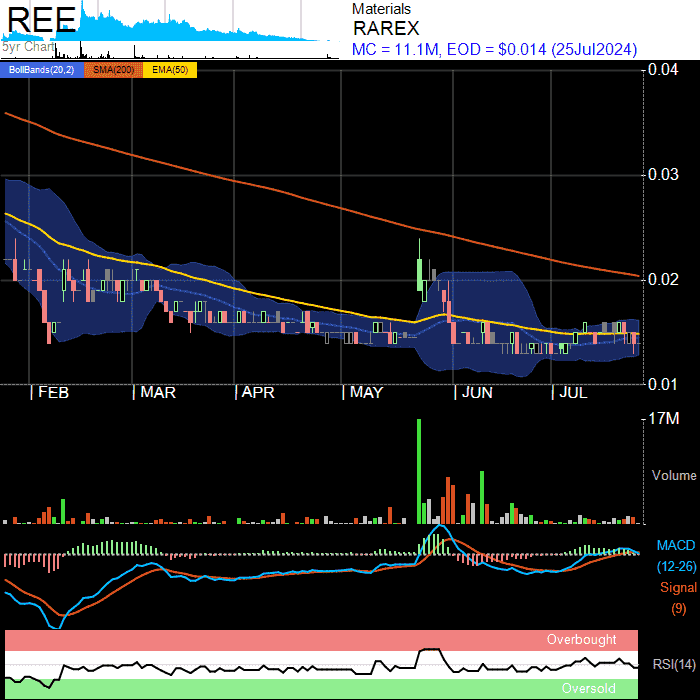 REE
5yr Chart
Materials
RAREX
MC = 11.1M, EOD = $0.014 (25Jul2024)
BollBands(20,2) SMA(200) EMA(50)
0.04
0.03
0.02
0.01
FEB MAR APR MAY JUN JUL
17M
Volume
MACD
(12-26)
Signal
(9)
Overbought
RSI(14)
Oversold